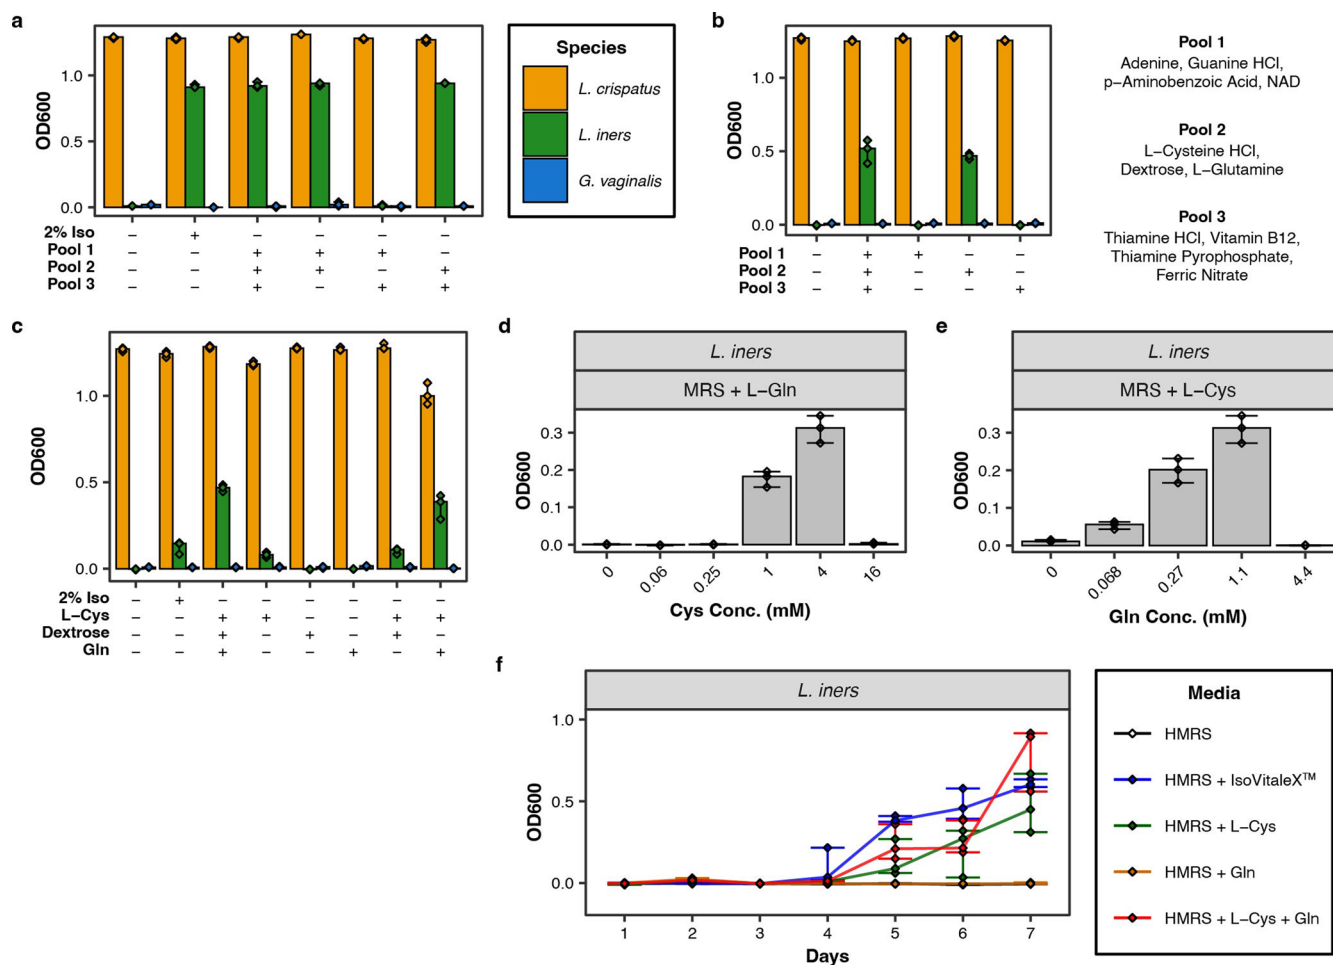 a
OD600
1.0
0.5
0.0
2% Iso – + – – – –
Pool 1 – – + + + –
Pool 2 – – + + – +
Pool 3 – – + – + +
Species
L. crispatus
L. iners
G. vaginalis
b
OD600
1.0
0.5
0.0
Pool 1 – + + – –
Pool 2 – + – + –
Pool 3 – + – – +
Pool 1
Adenine, Guanine HCl,
p–Aminobenzoic Acid, NAD
Pool 2
L–Cysteine HCl,
Dextrose, L–Glutamine
Pool 3
Thiamine HCl, Vitamin B12,
Thiamine Pyrophosphate,
Ferric Nitrate
c
OD600
1.0
0.5
0.0
2% Iso – + – – – – – –
L–Cys – – + + – – + +
Dextrose – – + – + – + –
Gln – – + – – + – +
d
L. iners
MRS + L–Gln
OD600
0.3
0.2
0.1
0.0
0 0.06 0.25 1 4 16
Cys Conc. (mM)
e
L. iners
MRS + L–Cys
OD600
0.3
0.2
0.1
0.0
0 0.068 0.27 1.1 4.4
Gln Conc. (mM)
f
L. iners
OD600
1.0
0.5
0.0
1 2 3 4 5 6 7
Days
Media
HMRS
HMRS + IsoVitaleX™
HMRS + L–Cys
HMRS + Gln
HMRS + L–Cys + Gln